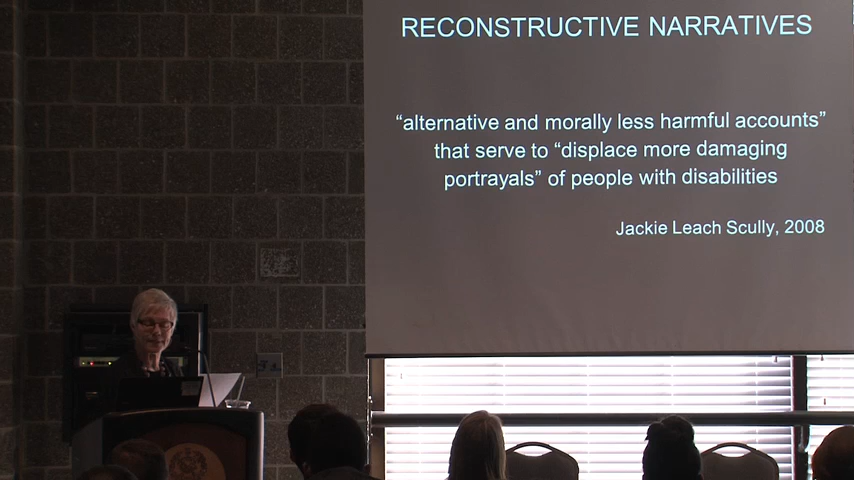 RECONSTRUCTIVE NARRATIVES
“alternative and morally less harmful accounts”
that serve to “displace more damaging
portrayals” of people with disabilities
Jackie Leach Scully, 2008